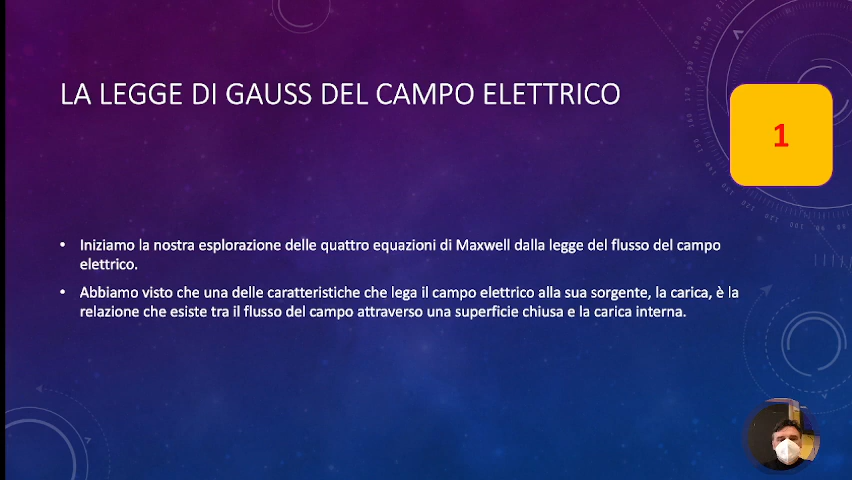 LA LEGGE DI GAUSS DEL CAMPO ELETTRICO
1
• Iniziamo la nostra esplorazione delle quattro equazioni di Maxwell dalla legge del flusso del campo
elettrico.
• Abbiamo visto che una delle caratteristiche che lega il campo elettrico alla sua sorgente, la carica, è la
relazione che esiste tra il flusso del campo attraverso una superficie chiusa e la carica interna.